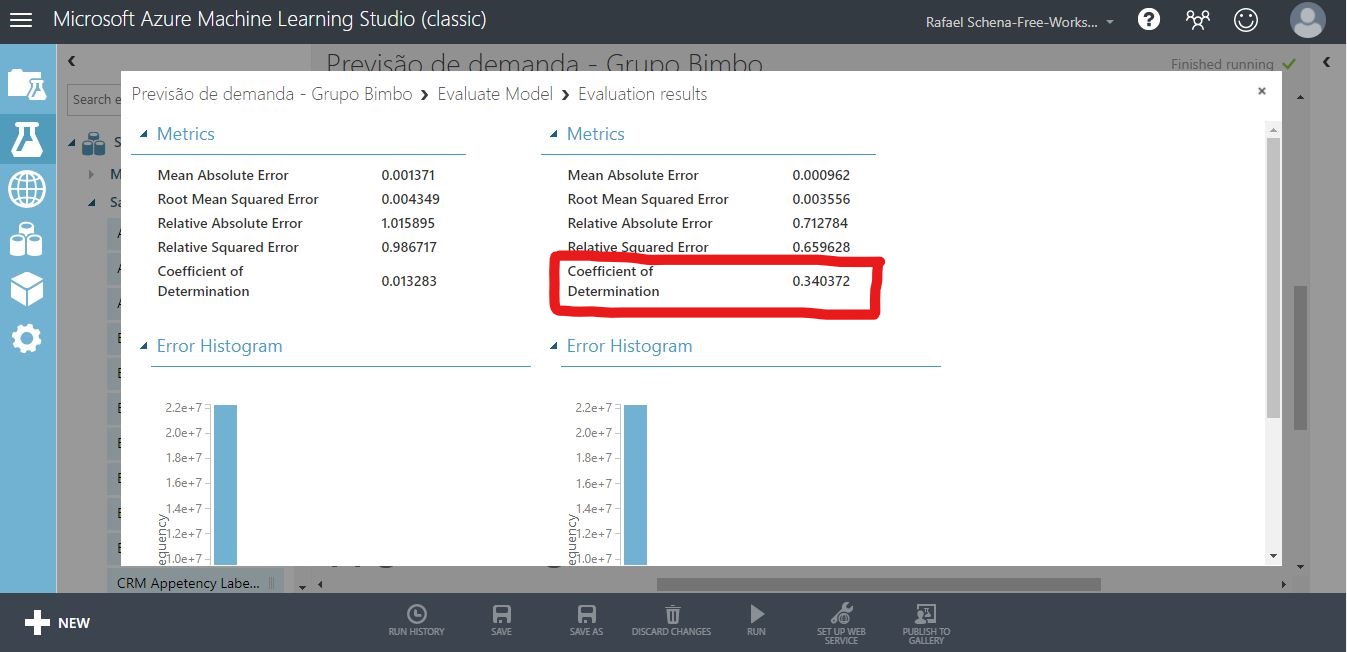 Microsoft Azure Machine Learning Studio (classic)
Rafael Schena-Free-Works...
Previsão de demanda - Grupo Bimbo
Finished running
Search e
Previsão de demanda - Grupo Bimbo › Evaluate Model › Evaluation results
Metrics
Mean Absolute Error 0.001371
Root Mean Squared Error 0.004349
Relative Absolute Error 1.015895
Relative Squared Error 0.986717
Coefficient of
Determination 0.013283
Error Histogram
2.2e+7
2.0e+7
1.8e+7
1.6e+7
1.4e+7
1.2e+7
1.0e+7
equency
Metrics
Mean Absolute Error 0.000962
Root Mean Squared Error 0.003556
Relative Absolute Error 0.712784
Relative Squared Error 0.659628
Coefficient of
Determination 0.340372
Error Histogram
2.2e+7
2.0e+7
1.8e+7
1.6e+7
1.4e+7
1.2e+7
1.0e+7
equency
CRM Appetency Labe...
NEW
RUN HISTORY
SAVE
SAVE AS
DISCARD CHANGES
RUN
SET UP WEB
SERVICE
PUBLISH TO
GALLERY